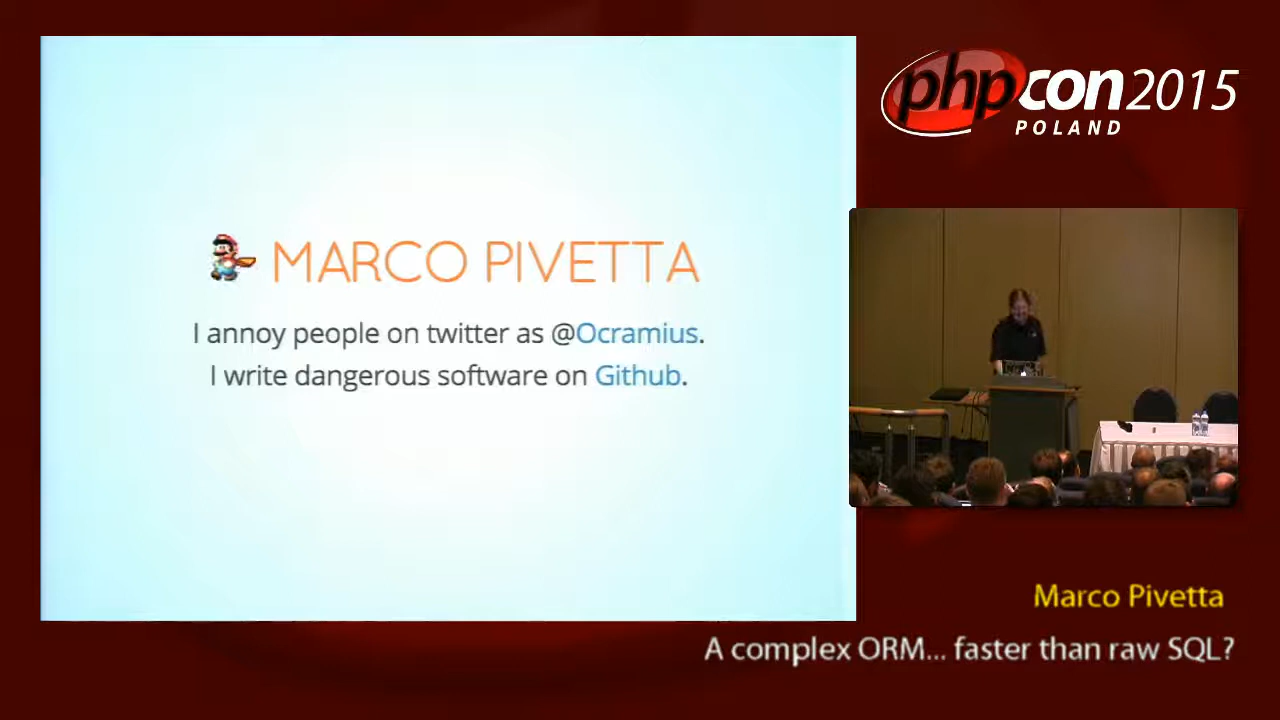 MARCO PIVETTA
I annoy people on twitter as @Ocramius.
I write dangerous software on Github.
phpcon2015
POLAND
Marco Pivetta
A complex ORM... faster than raw SQL?